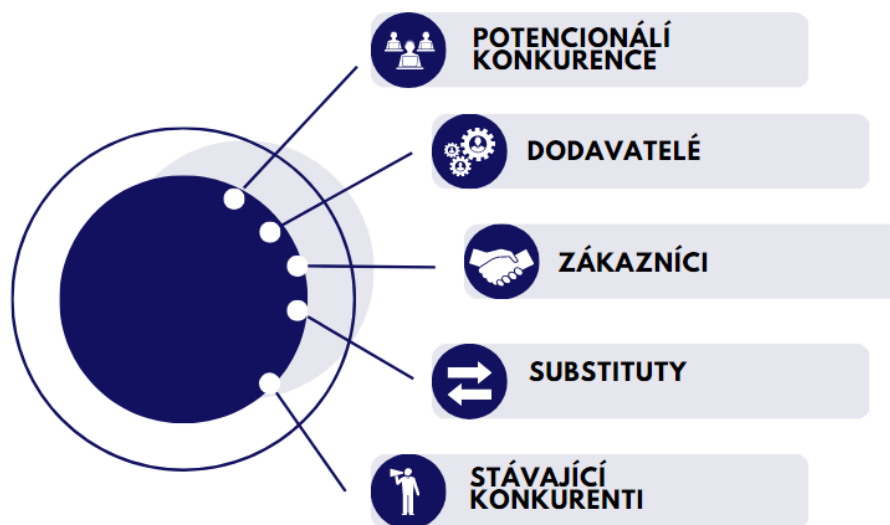 POTENCIONÁLÍ
KONKURENCE
DODAVATELÉ
ZÁKAZNÍCI
SUBSTITUTY
STÁVAJÍCÍ
KONKURENTI